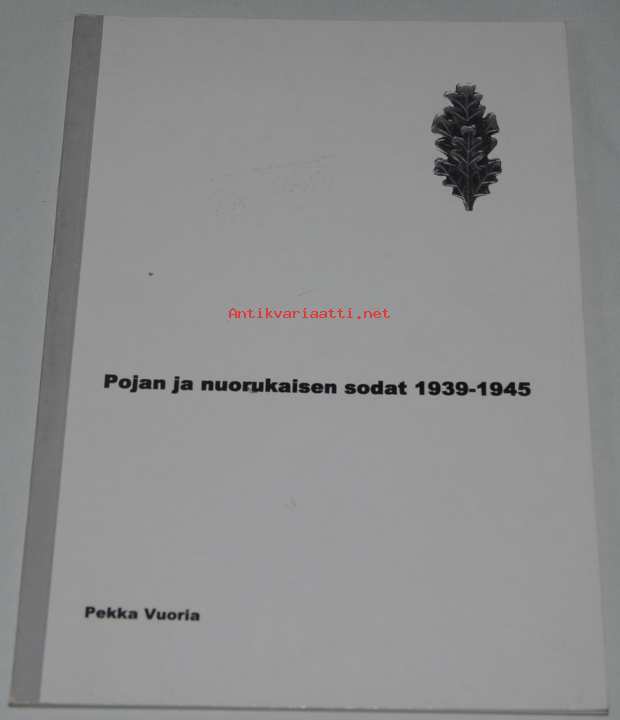 Antikvariaatti.net
Pojan ja nuorukaisen sodat 1939-1945
Pekka Vuoria